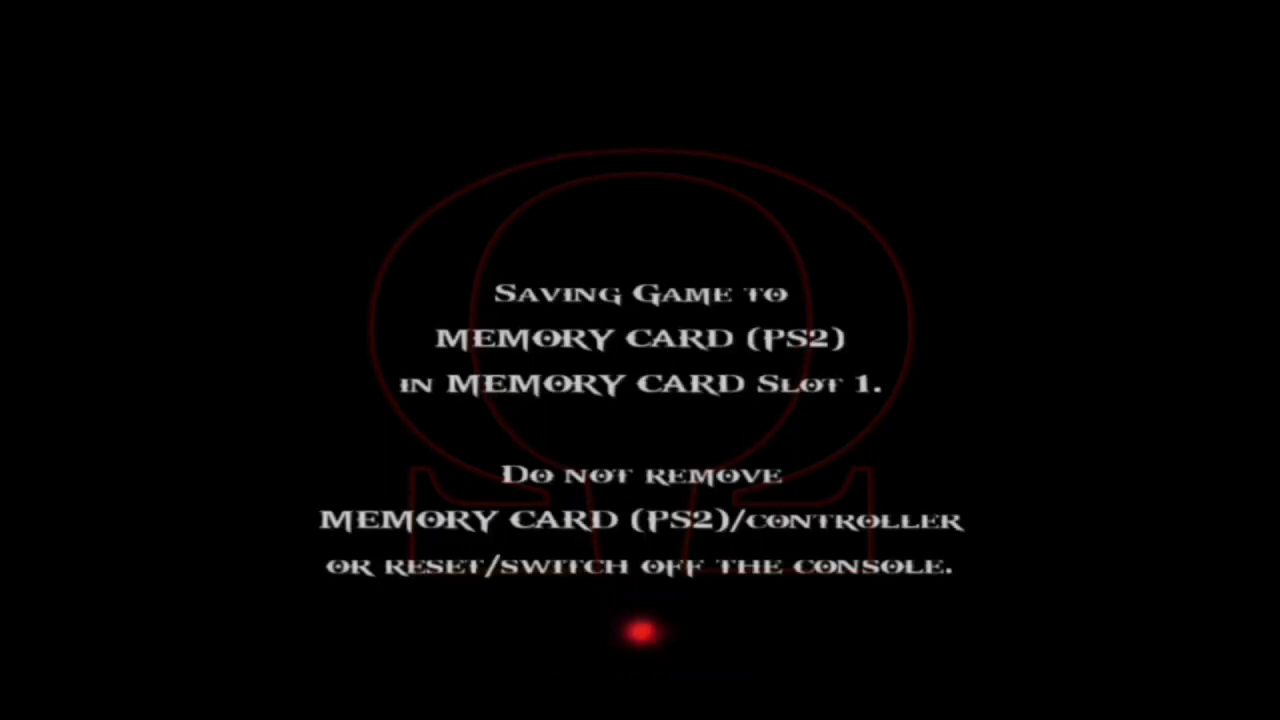 Saving Game to
MEMORY CARD (PS2)
in MEMORY CARD Slot 1.
Do not remove
MEMORY CARD (PS2)/controller
or reset/switch off the console.